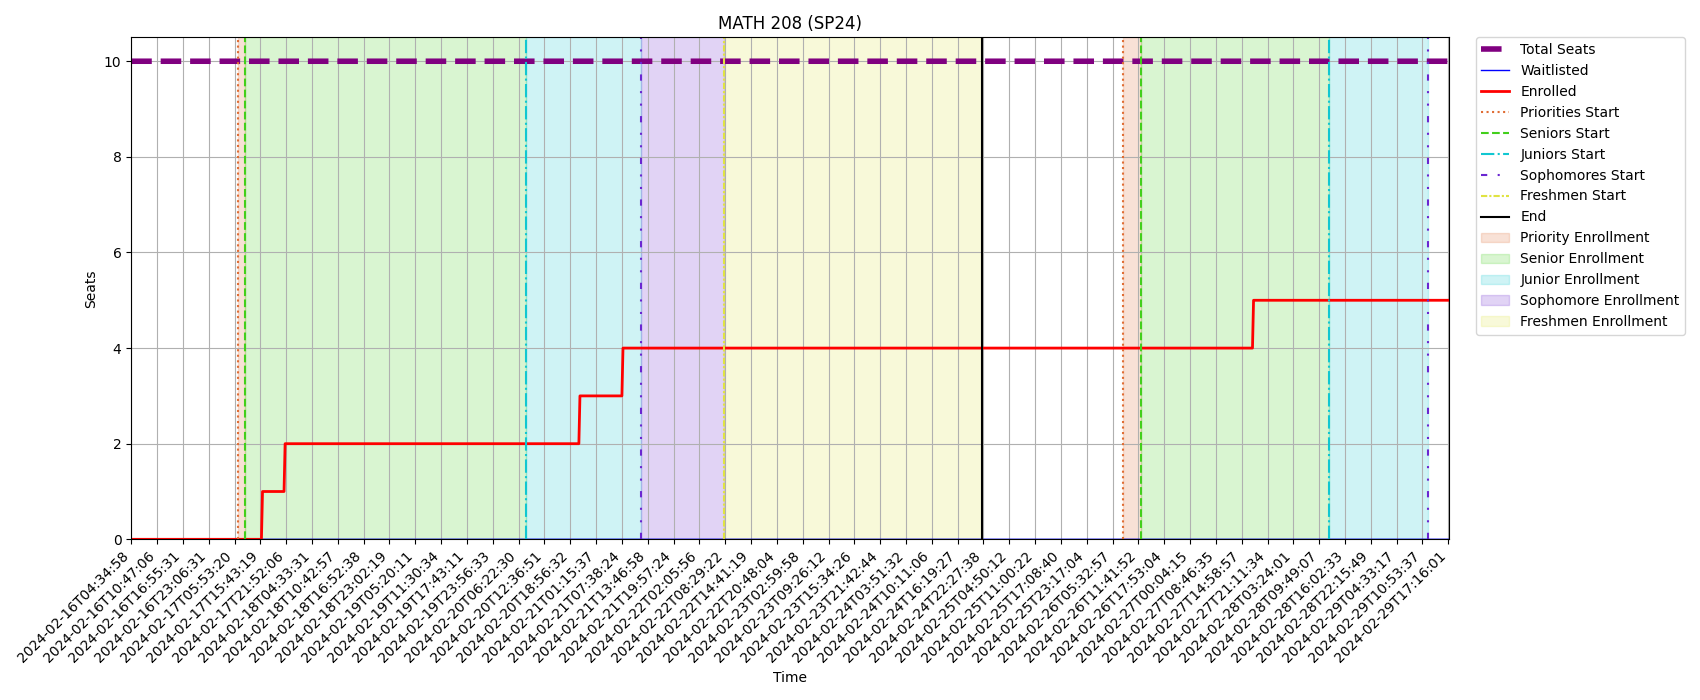 MATH 208 (SP24)
Seats
10
8
6
4
2
0
2024-02-16T04:34:58
2024-02-16T10:47:06
2024-02-16T16:55:31
2024-02-16T23:06:31
2024-02-17T05:53:20
2024-02-17T15:43:19
2024-02-17T21:52:06
2024-02-18T04:33:31
2024-02-18T10:42:57
2024-02-18T16:52:38
2024-02-18T23:02:19
2024-02-19T05:20:11
2024-02-19T11:30:34
2024-02-19T17:43:11
2024-02-19T23:56:33
2024-02-20T06:22:30
2024-02-20T12:36:51
2024-02-20T18:56:32
2024-02-21T01:15:37
2024-02-21T07:38:24
2024-02-21T13:46:58
2024-02-21T19:57:24
2024-02-22T02:05:56
2024-02-22T08:29:22
2024-02-22T14:41:19
2024-02-22T20:48:04
2024-02-23T02:59:58
2024-02-23T09:26:12
2024-02-23T15:34:26
2024-02-23T21:42:44
2024-02-24T03:51:32
2024-02-24T10:11:06
2024-02-24T16:19:27
2024-02-24T22:27:38
2024-02-25T04:50:12
2024-02-25T11:00:22
2024-02-25T17:08:40
2024-02-25T23:17:04
2024-02-26T05:32:57
2024-02-26T11:41:52
2024-02-26T17:53:04
2024-02-27T00:04:15
2024-02-27T08:46:35
2024-02-27T14:58:57
2024-02-27T21:11:34
2024-02-28T03:24:01
2024-02-28T09:49:07
2024-02-28T16:02:33
2024-02-28T22:15:49
2024-02-29T04:33:17
2024-02-29T10:53:37
2024-02-29T17:16:01
Time
Total Seats
Waitlisted
Enrolled
Priorities Start
Seniors Start
Juniors Start
Sophomores Start
Freshmen Start
End
Priority Enrollment
Senior Enrollment
Junior Enrollment
Sophomore Enrollment
Freshmen Enrollment